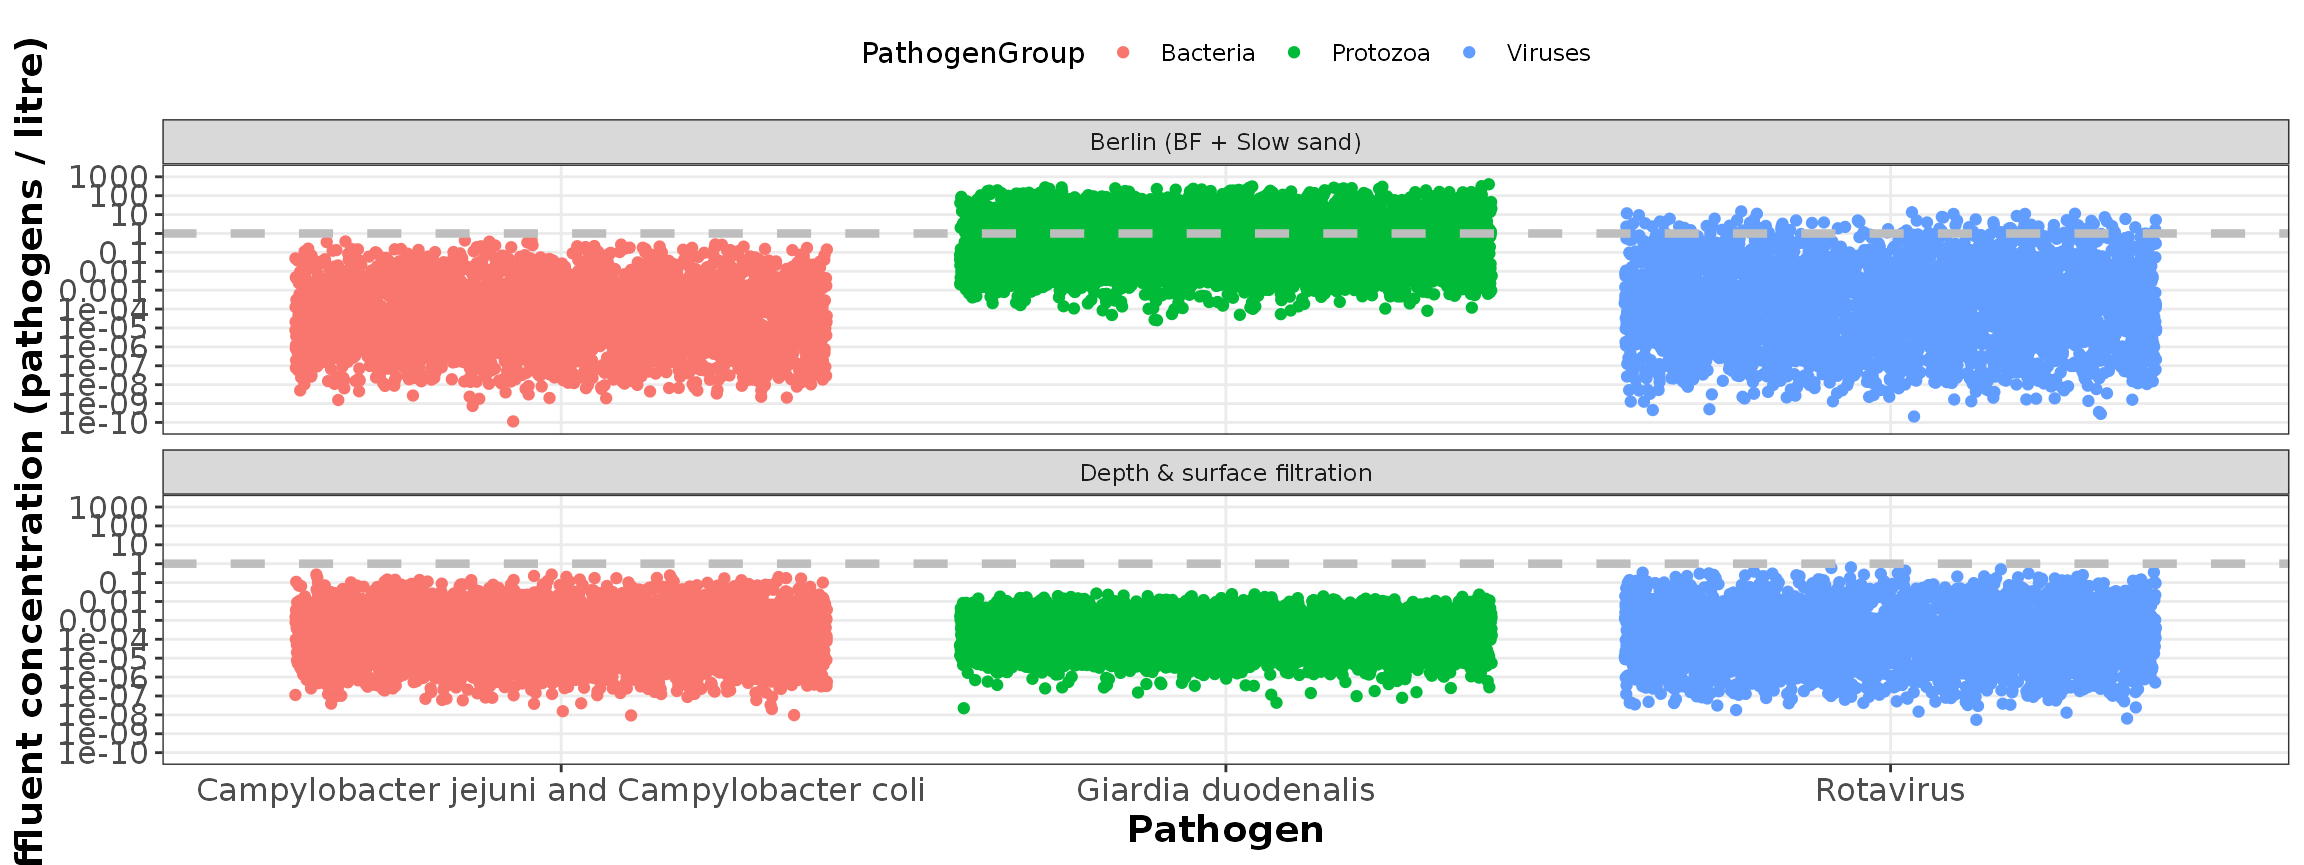 PathogenGroup Bacteria Protozoa Viruses
ffluent concentration (pathogens / litre)
Berlin (BF + Slow sand)
1000
100
10
1
0.1
0.01
0.001
1e-04
1e-05
1e-06
1e-07
1e-08
1e-09
1e-10
Depth & surface filtration
1000
100
10
1
0.1
0.01
0.001
1e-04
1e-05
1e-06
1e-07
1e-08
1e-09
1e-10
Campylobacter jejuni and Campylobacter coli Giardia duodenalis Rotavirus
Pathogen